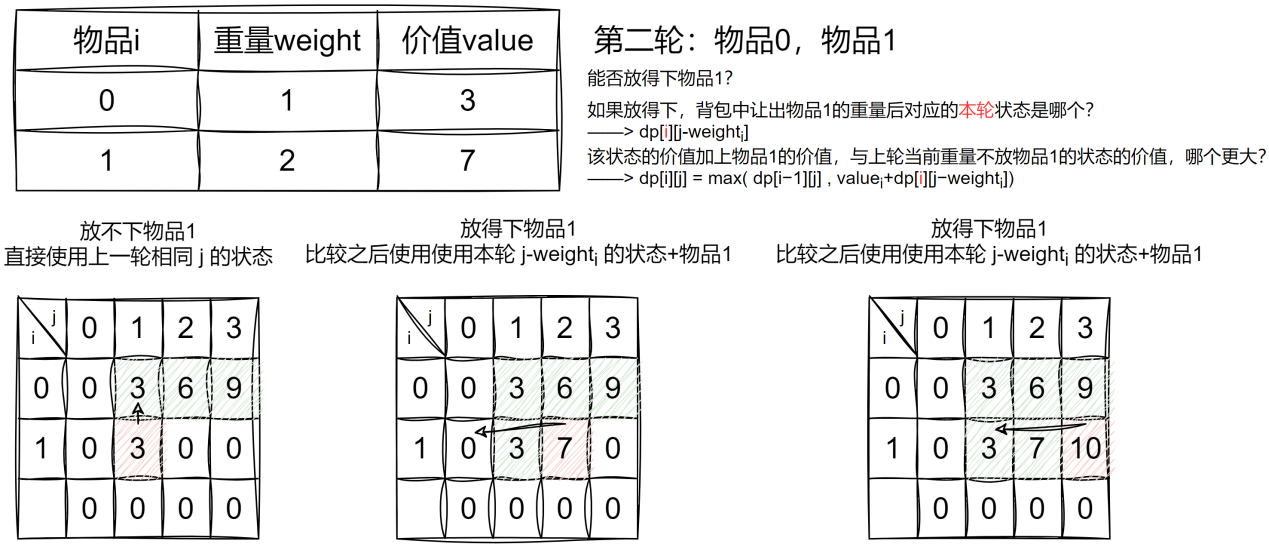 物品i 重量weight 价值value
0 1 3
1 2 7
第二轮：物品0，物品1
能否放得下物品1？
如果放得下，背包中让出物品1的重量后对应的本轮状态是哪个？
——> dp[i][j-weightᵢ]
该状态的价值加上物品1的价值，与上轮当前重量不放物品1的状态的价值，哪个更大？
——> dp[i][j] = max( dp[i−1][j] , valueᵢ+dp[i][j−weightᵢ])
放不下物品1
直接使用上一轮相同 j 的状态
j
i
0 1 2 3
0 0 3 6 9
1 0 3 0 0
0 0 0 0
放得下物品1
比较之后使用使用本轮 j-weightᵢ 的状态+物品1
j
i
0 1 2 3
0 0 3 6 9
1 0 3 7 0
0 0 0 0
放得下物品1
比较之后使用使用本轮 j-weightᵢ 的状态+物品1
j
i
0 1 2 3
0 0 3 6 9
1 0 3 7 10
0 0 0 0